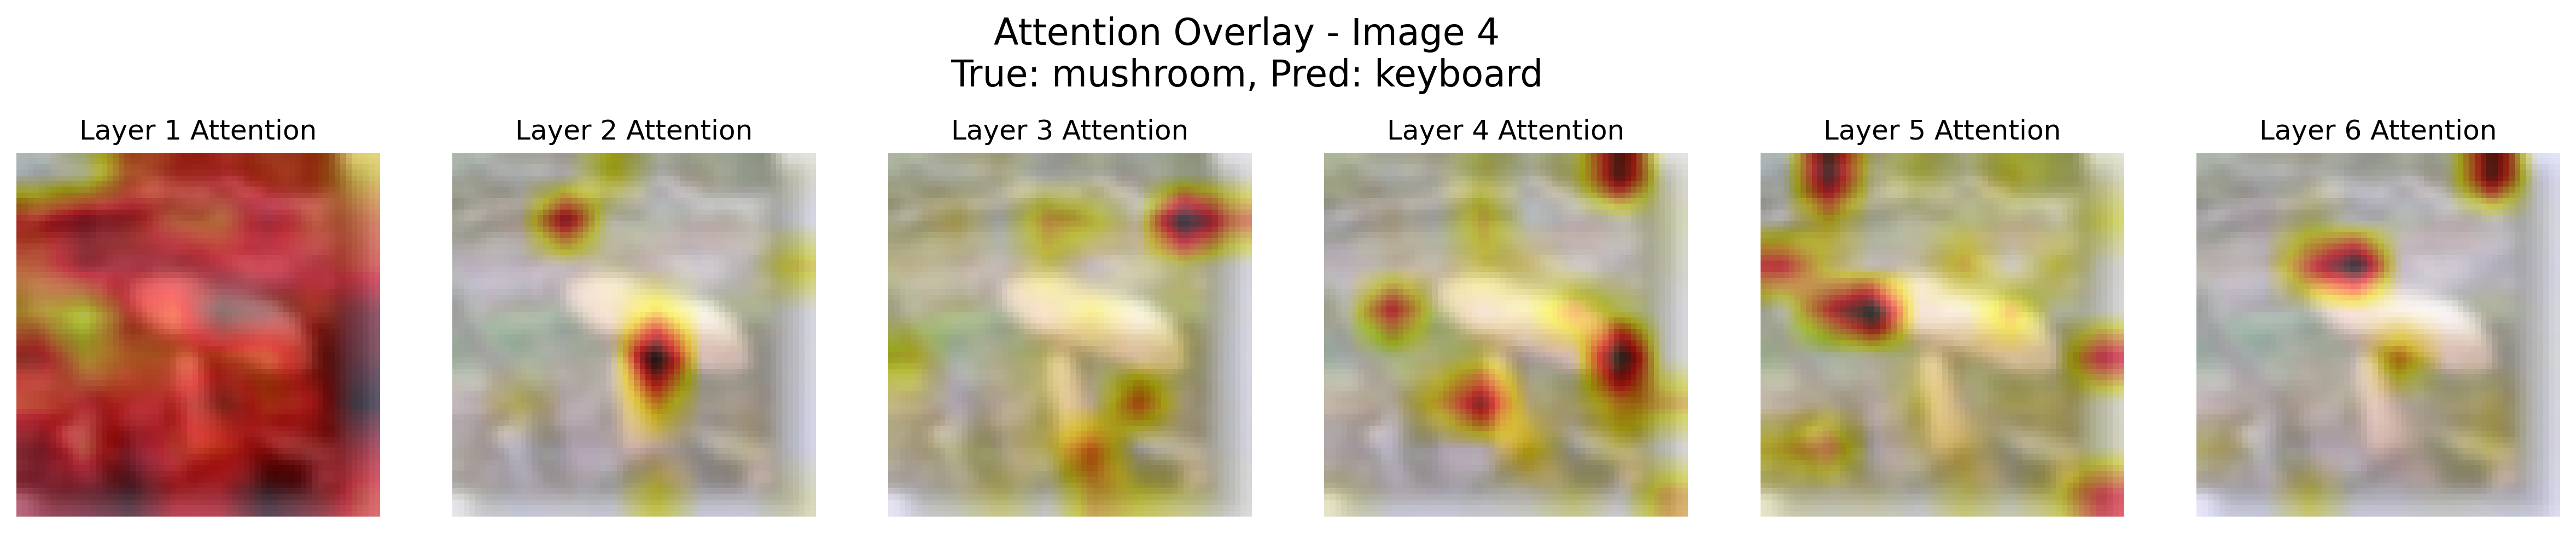 Attention Overlay - Image 4
True: mushroom, Pred: keyboard
Layer 1 Attention
Layer 2 Attention
Layer 3 Attention
Layer 4 Attention
Layer 5 Attention
Layer 6 Attention